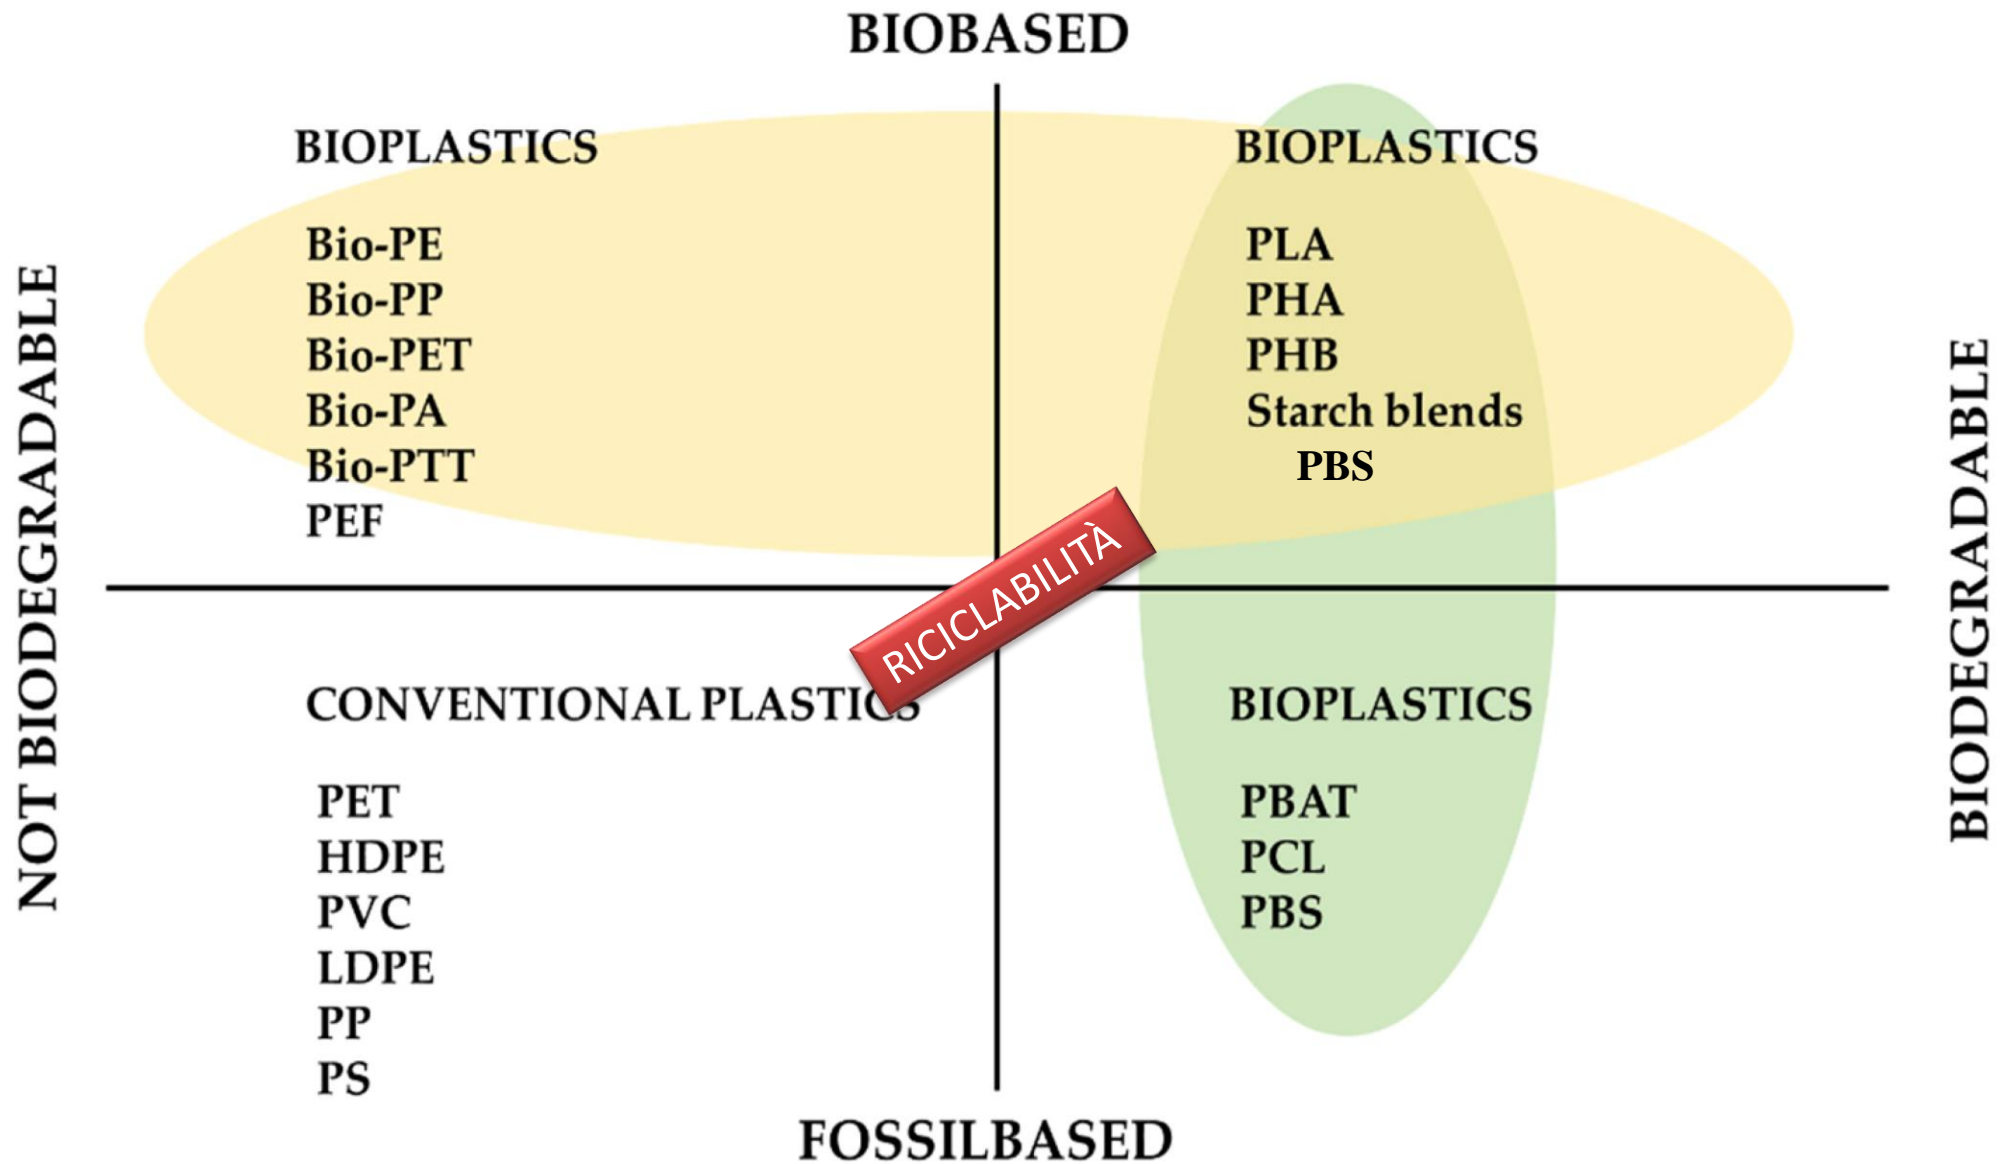 BIOBASED
BIOPLASTICS
Bio-PE
Bio-PP
Bio-PET
Bio-PA
Bio-PTT
PEF
BIOPLASTICS
PLA
PHA
PHB
Starch blends
PBS
NOT BIODEGRADABLE
BIODEGRADABLE
RICICLABILITÀ
CONVENTIONAL PLASTICS
PET
HDPE
PVC
LDPE
PP
PS
BIOPLASTICS
PBAT
PCL
PBS
FOSSILBASED